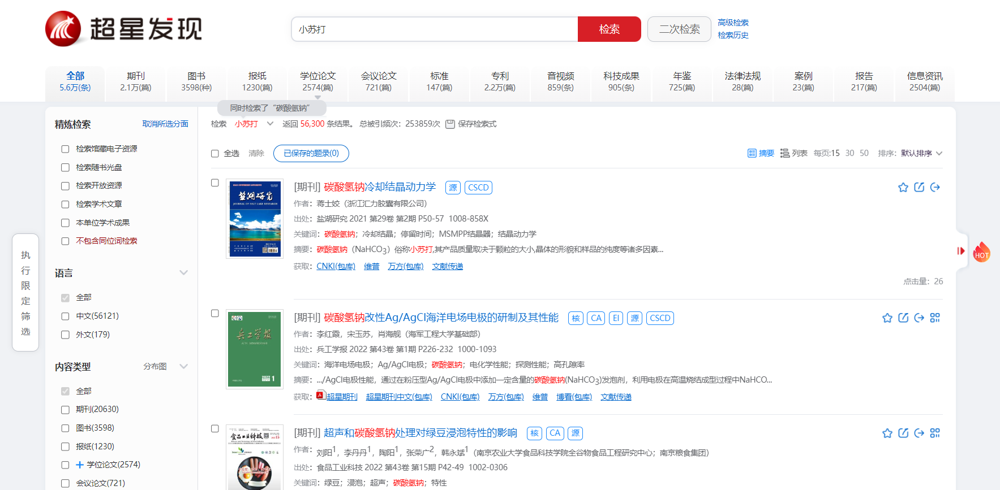 超星发现
小苏打
检索
二次检索
高级检索
检索历史
全部 期刊 图书 报纸 学位论文 会议论文 标准 专利 音视频 科技成果 年鉴 法律法规 案例 报告 信息资讯
5.6万(条) 2.1万(篇) 3598(种) 1230(篇) 2574(篇) 721(篇) 147(篇) 2.2万(篇) 859(条) 905(条) 725(篇) 28(篇) 23(篇) 217(篇) 2504(篇)
同时检索了“碳酸氢钠”
执行限定筛选
精炼检索 取消所选分面
检索馆藏电子资源
检索随书光盘
检索开放资源
检索学术文章
本单位学术成果
不包含同位词检索
语言
全部
中文(56121)
外文(179)
内容类型 分布图
全部
期刊(20630)
图书(3598)
报纸(1230)
学位论文(2574)
会议论文(721)
检索 小苏打 返回 56,300 条结果。 总被引频次：253859次 保存检索式
全选 清除 已保存的题录(0) 摘要 列表 每页:15 30 50 排序: 默认排序
盐湖研究
JOURNAL OF SALT LAKE RESEARCH
[期刊] 碳酸氢钠冷却结晶动力学 源 CSCD
作者：蒋士姣（浙江汇力胶囊有限公司）
出处：盐湖研究 2021 第29卷 第2期 P50-57 1008-858X
关键词：碳酸氢钠；冷却结晶；停留时间；MSMPP结晶器；结晶动力学
摘要：碳酸氢钠（NaHCO3）俗称小苏打,其产品质量取决于颗粒的大小,晶体的形貌和样品的纯度等诸多因素...
获取：CNKI(包库) 维普 万方(包库) 文献传递
点击量：26
HOT
兵工学报
2022 1
[期刊] 碳酸氢钠改性Ag/AgCl海洋电场电极的研制及其性能 核 CA EI 源 CSCD
作者：李红霞，宋玉苏，肖海舰（海军工程大学基础部）
出处：兵工学报 2022 第43卷 第1期 P226-232 1000-1093
关键词：海洋电场电极；Ag/AgCl电极；碳酸氢钠；电化学性能；探测性能；高孔隙率
摘要：.../AgCl电极性能，通过在粉压型Ag/AgCl电极中添加一定含量的碳酸氢钠(NaHCO3)发泡剂，利用电极在高温烧结成型过程中NaHCO...
获取：超星期刊 超星期刊中文(包库) CNKI(包库) 万方(包库) 维普 博看(包库) 文献传递
食品工业科技
[期刊] 超声和碳酸氢钠处理对绿豆浸泡特性的影响 核 CA 源
作者：刘阳1，李丹丹1，陶阳1，张荣广2，韩永斌1（南京农业大学食品科技学院全谷物食品工程研究中心；南京粮食集团）
出处：食品工业科技 2022 第43卷 第15期 P42-49 1002-0306
关键词：绿豆；浸泡；超声；碳酸氢钠；特性